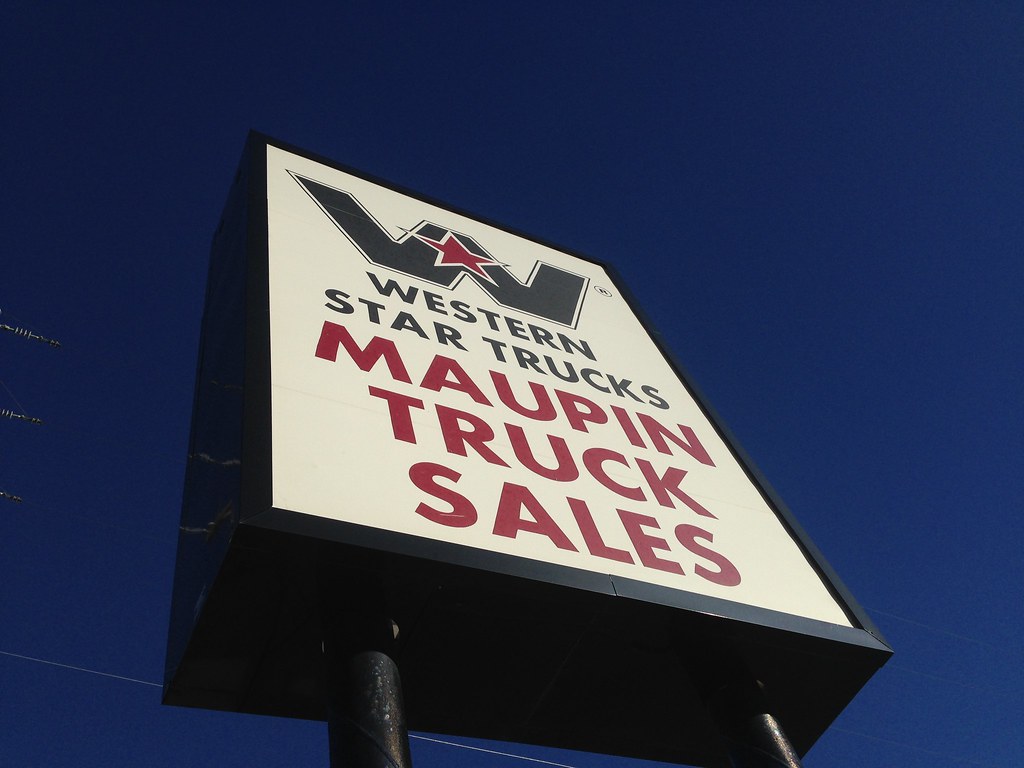 ®
WESTERN
STAR TRUCKS
MAUPIN
TRUCK
SALES